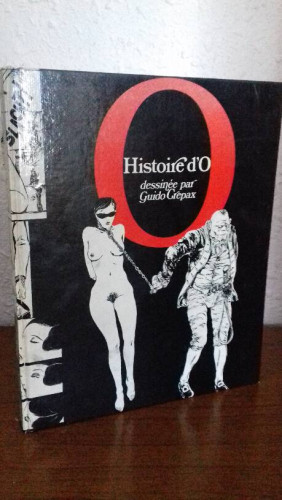 Histoire d'O
dessinée par
Guido Crepax